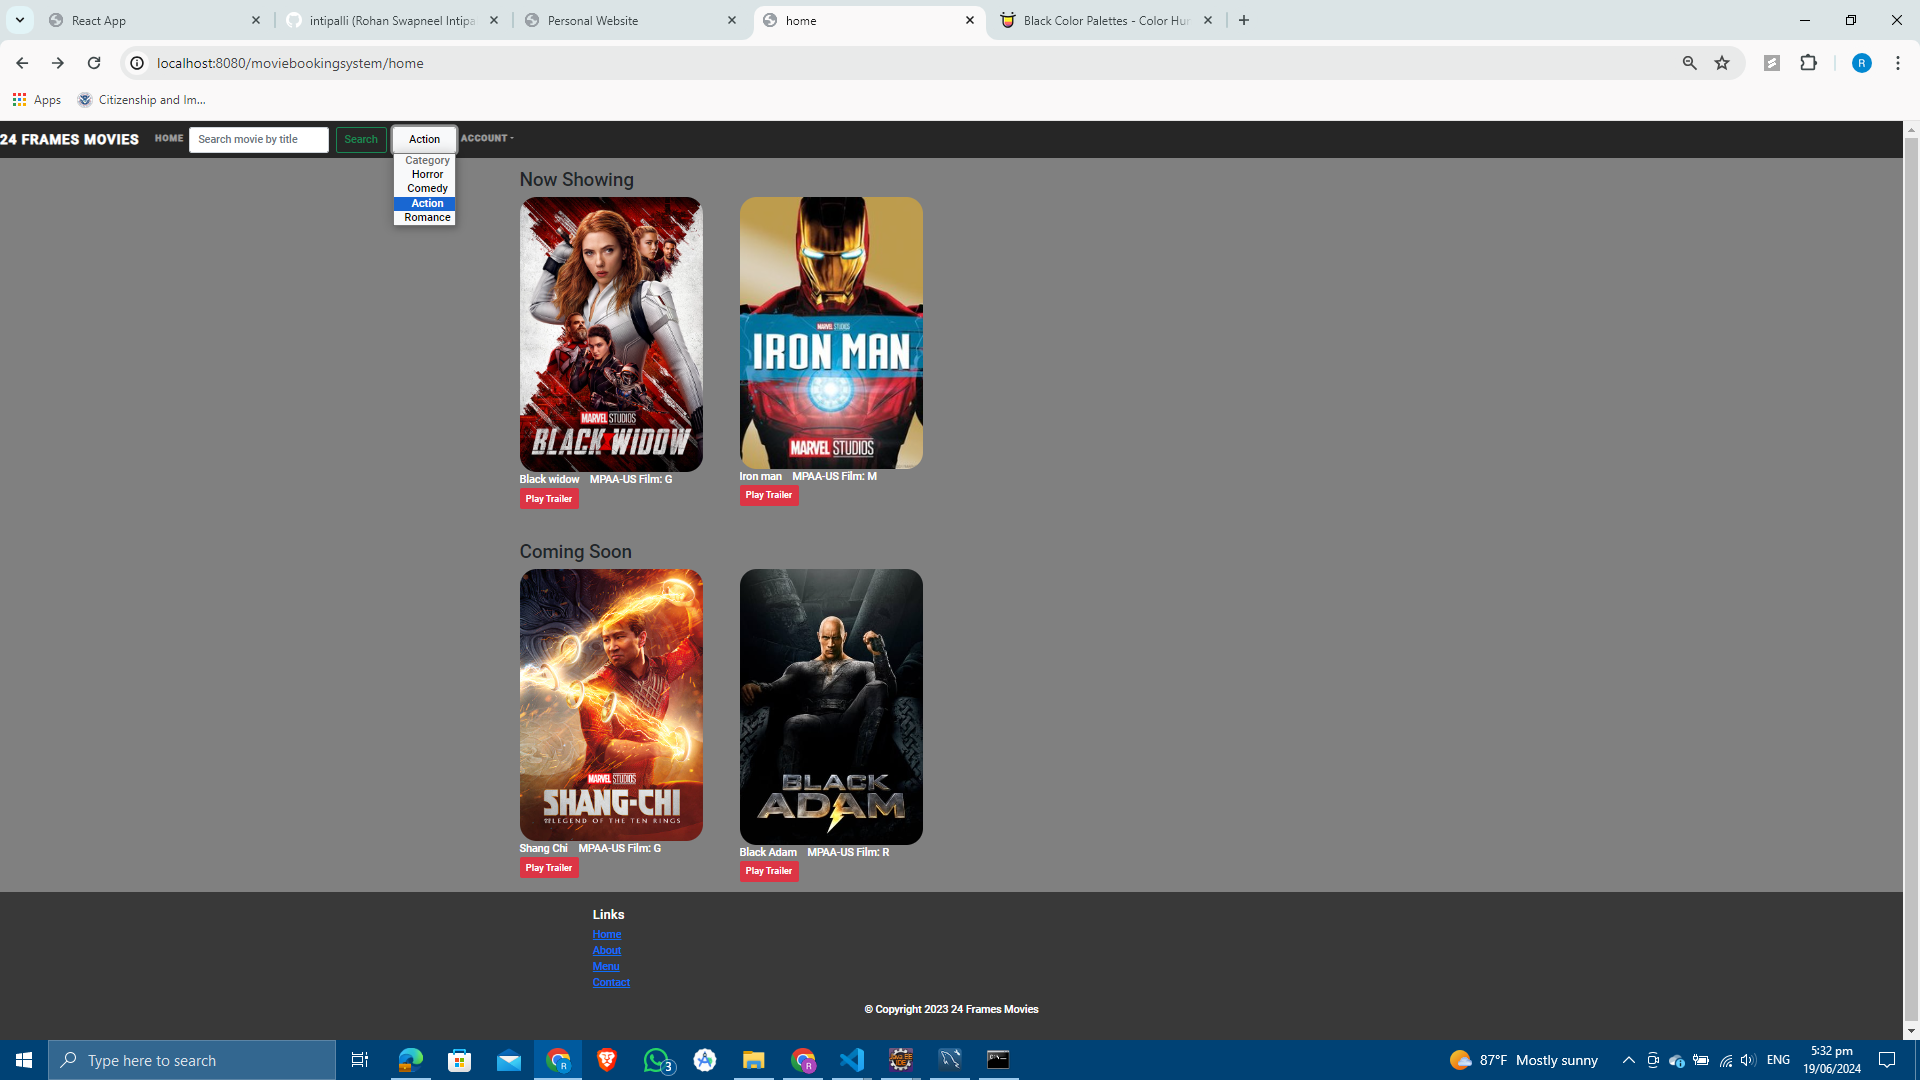 React App
intipalli (Rohan Swapneel Intipa
Personal Website
home
Black Color Palettes - Color Hu
localhost:8080/moviebookingsystem/home
R
Apps
Citizenship and Im...
24 FRAMES MOVIES
HOME
Search movie by title
Search
Action
ACCOUNT
Category
Horror
Comedy
Action
Romance
Now Showing
MARVEL STUDIOS
BLACK WIDOW
MARVEL STUDIOS
IRON MAN
MARVEL STUDIOS
Black widow MPAA-US Film: G
Play Trailer
Iron man MPAA-US Film: M
Play Trailer
Coming Soon
MARVEL STUDIOS
SHANG-CHI
LEGEND OF THE TEN RINGS
BLACK
ADAM
Shang Chi MPAA-US Film: G
Play Trailer
Black Adam MPAA-US Film: R
Play Trailer
Links
Home
About
Menu
Contact
© Copyright 2023 24 Frames Movies
Type here to search
R
3
R
87°F Mostly sunny
ENG
5:32 pm
19/06/2024